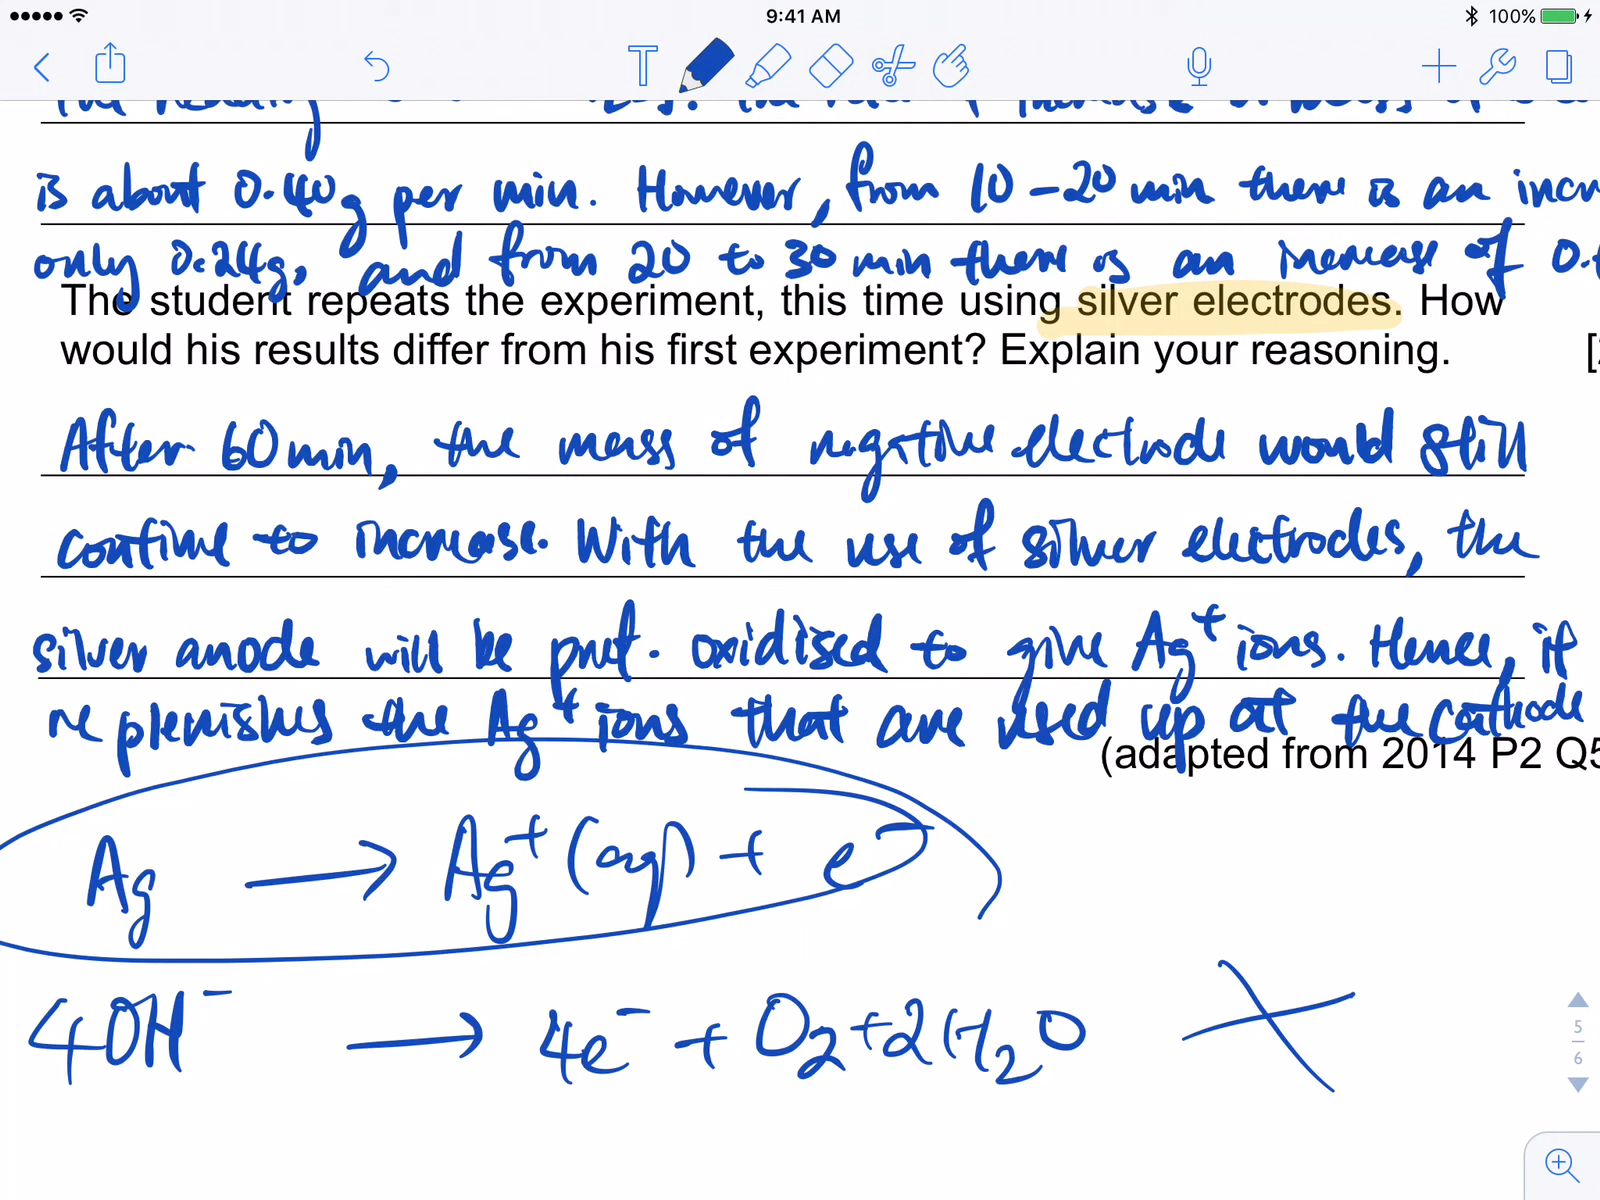 9:41 AM
100%
T
is about 0.40g per min. However, from 10-20 min there is an incr
only 0.24g, and from 20 to 30 min there is an increase of 0.
The student repeats the experiment, this time using silver electrodes. How
would his results differ from his first experiment? Explain your reasoning.
After 60 min, the mass of negative electrode would still
continue to increase. With the use of silver electrodes, the
silver anode will be pref. oxidised to give Ag⁺ ions. Hence, it
replenishes the Ag⁺ ions that are used up at the cathode
(adapted from 2014 P2 Q5
Ag → Ag⁺ (aq) + e⁻
4OH⁻ → 4e⁻ + O₂ + 2H₂O
5
6